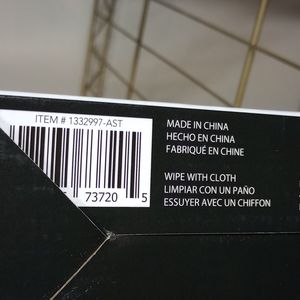 ITEM # 1332997-AST
73720 5
MADE IN CHINA
HECHO EN CHINA
FABRIQUÉ EN CHINE
WIPE WITH CLOTH
LIMPIAR CON UN PAÑO
ESSUYER AVEC UN CHIFFON